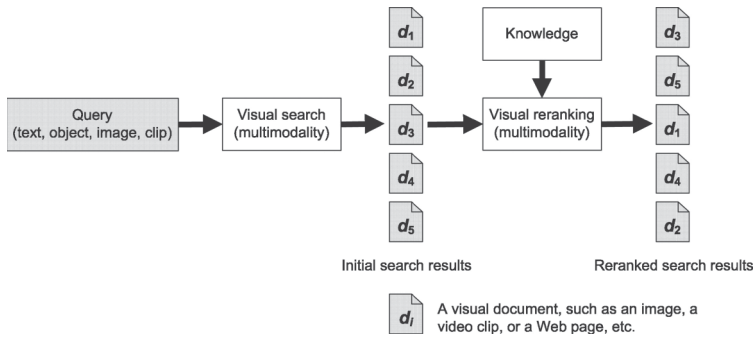 Query
(text, object, image, clip)
Visual search
(multimodality)
d1
d2
d3
d4
d5
Initial search results
Knowledge
Visual reranking
(multimodality)
d3
d5
d1
d4
d2
Reranked search results
di
A visual document, such as an image, a
video clip, or a Web page, etc.